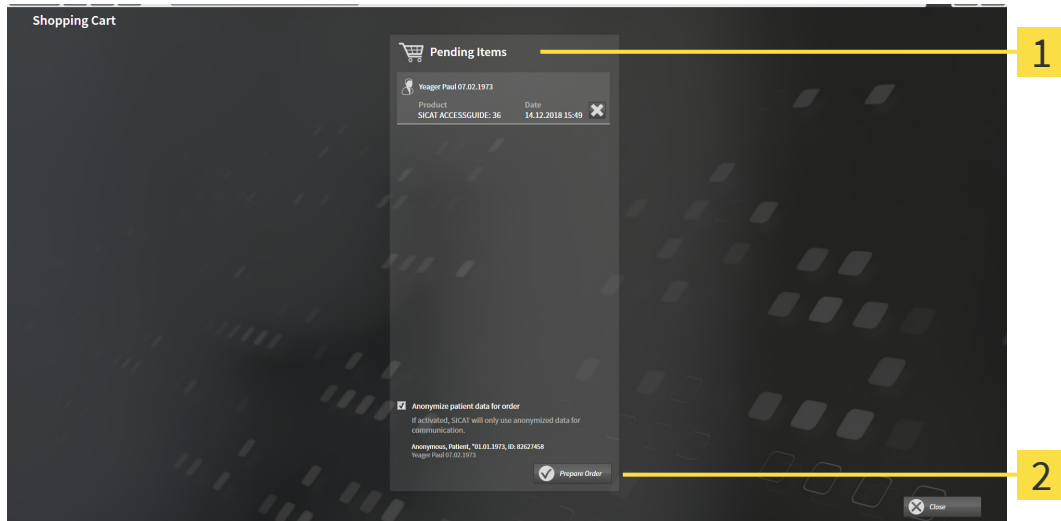 Shopping Cart
Pending Items
1
Yeager Paul 07.02.1973
Product Date
SICAT ACCESSGUIDE: 36 14.12.2018 15:49
Anonymize patient data for order
If activated, SICAT will only use anonymized data for
communication.
Anonymous, Patient, *01.01.1973, ID: 82627458
Yeager Paul 07.02.1973
Prepare Order
2
Close